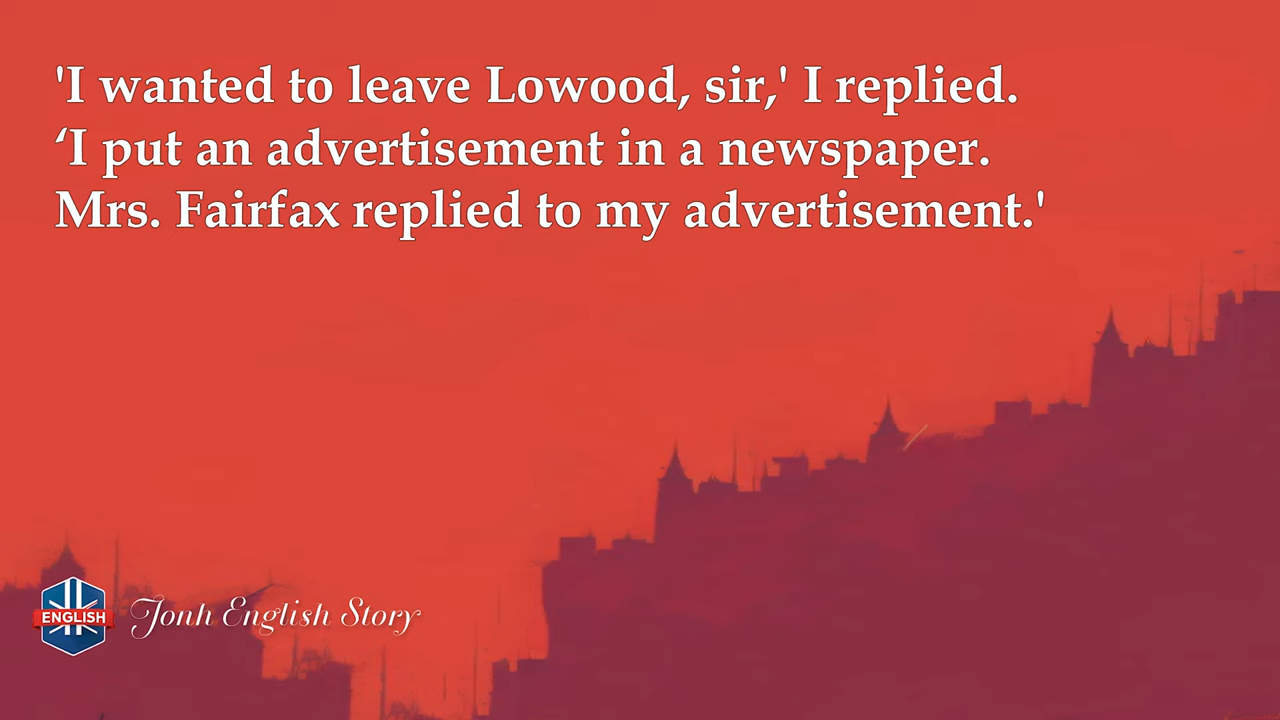 'I wanted to leave Lowood, sir,' I replied.
‘I put an advertisement in a newspaper.
Mrs. Fairfax replied to my advertisement.'
ENGLISH
Jonh English Story